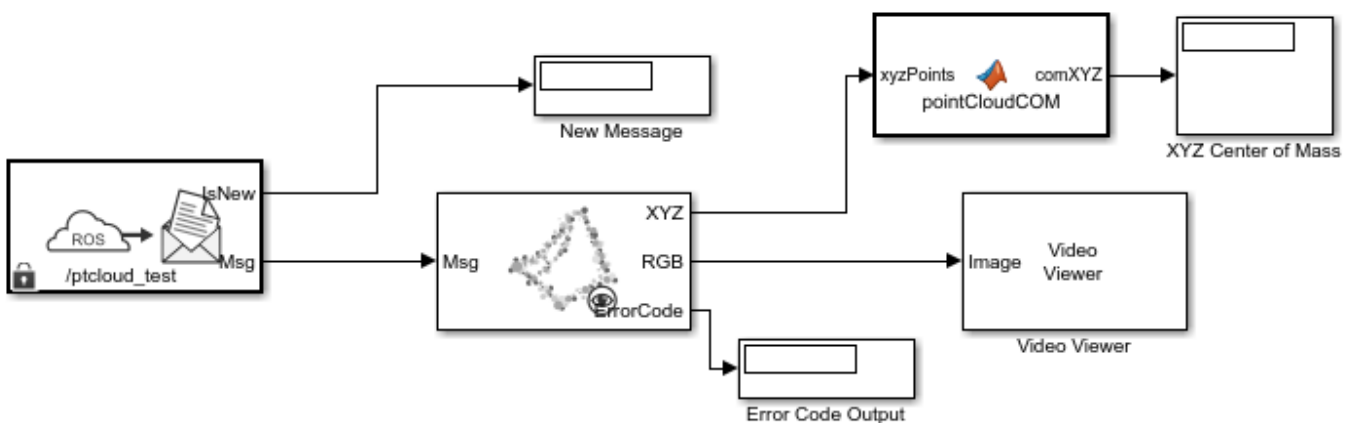 xyzPoints
comXYZ
pointCloudCOM
New Message
XYZ Center of Mass
IsNew
ROS
Msg
/ptcloud_test
Msg
XYZ
RGB
ErrorCode
Image
Video
Viewer
Video Viewer
Error Code Output